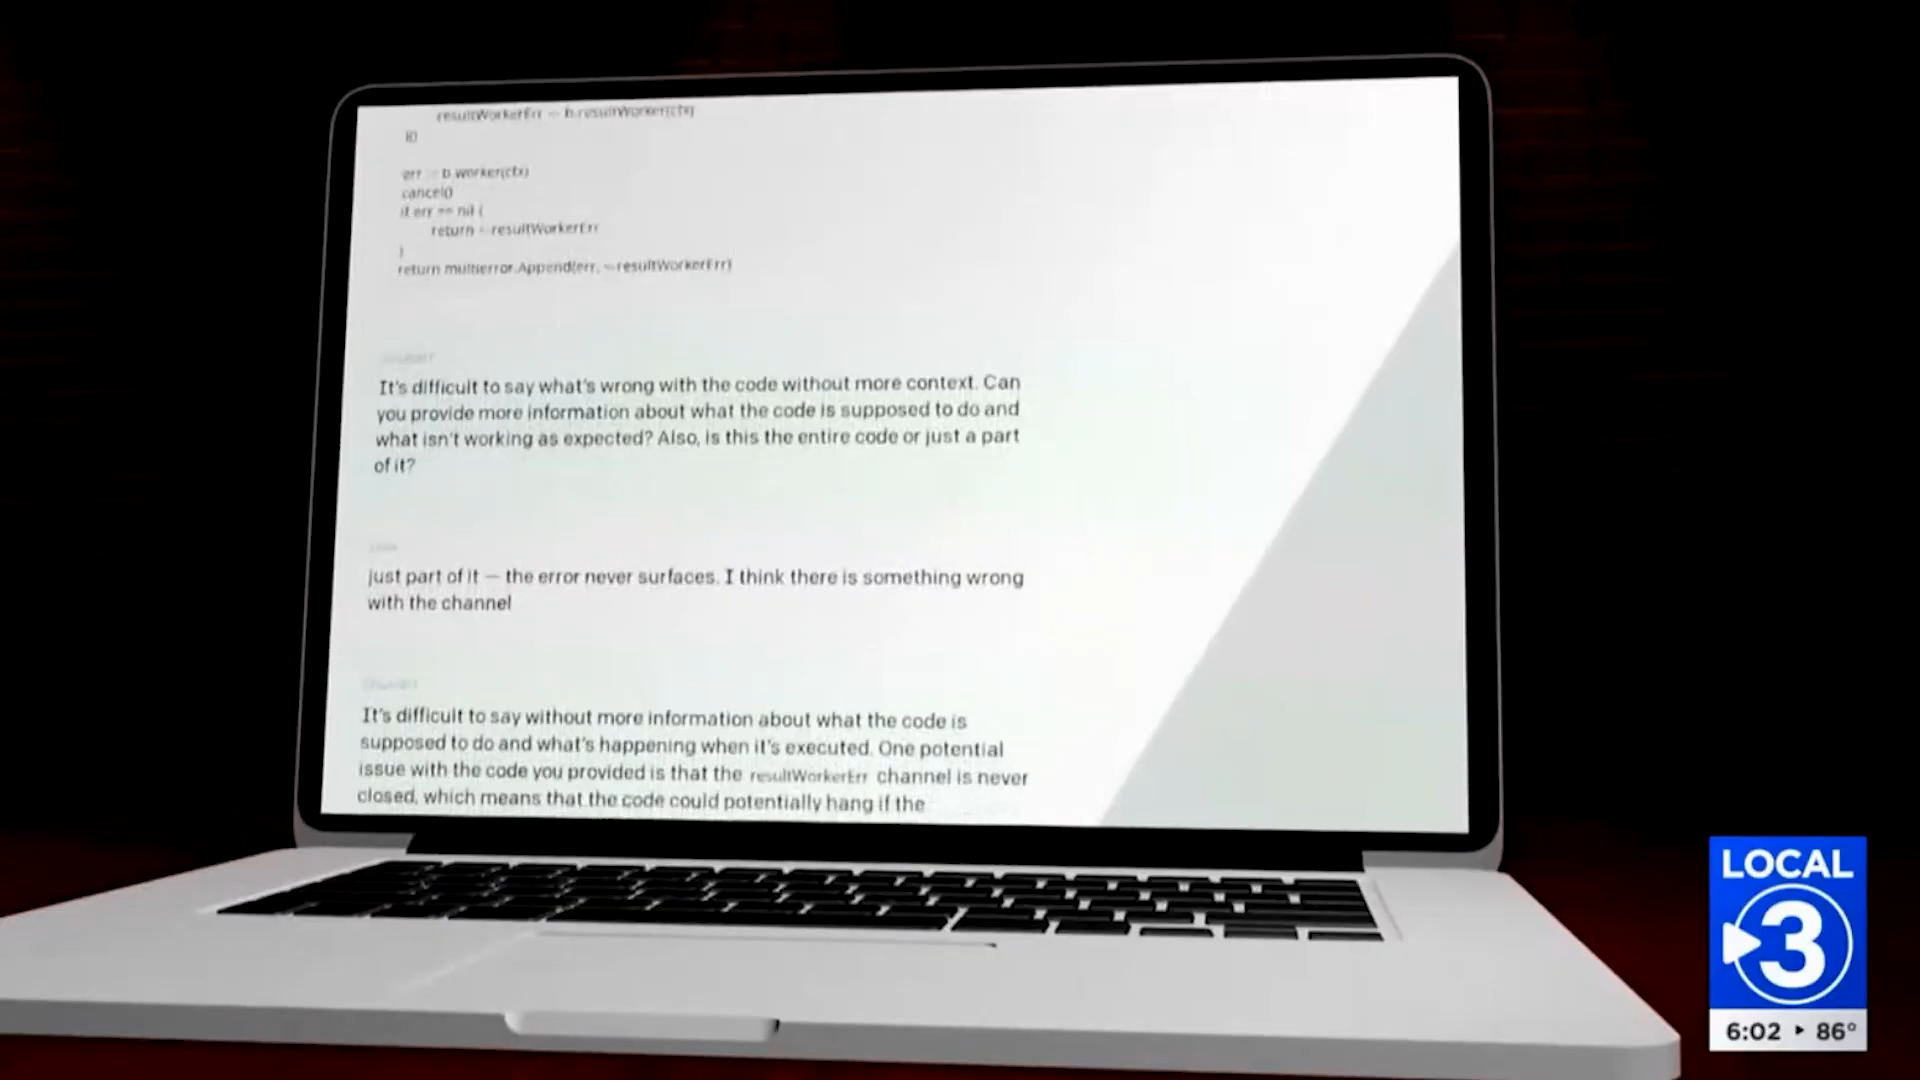 resultWorkerErr <- b.resultWorker(ctx)
}()
err := b.worker(ctx)
cancel()
if err == nil {
return <-resultWorkerErr
}
return multierror.Append(err, <-resultWorkerErr)
It's difficult to say what's wrong with the code without more context. Can
you provide more information about what the code is supposed to do and
what isn't working as expected? Also, is this the entire code or just a part
of it?
just part of it — the error never surfaces. I think there is something wrong
with the channel
It's difficult to say without more information about what the code is
supposed to do and what's happening when it's executed. One potential
issue with the code you provided is that the resultWorkerErr channel is never
closed, which means that the code could potentially hang if the
LOCAL
3
6:02 ▸ 86°